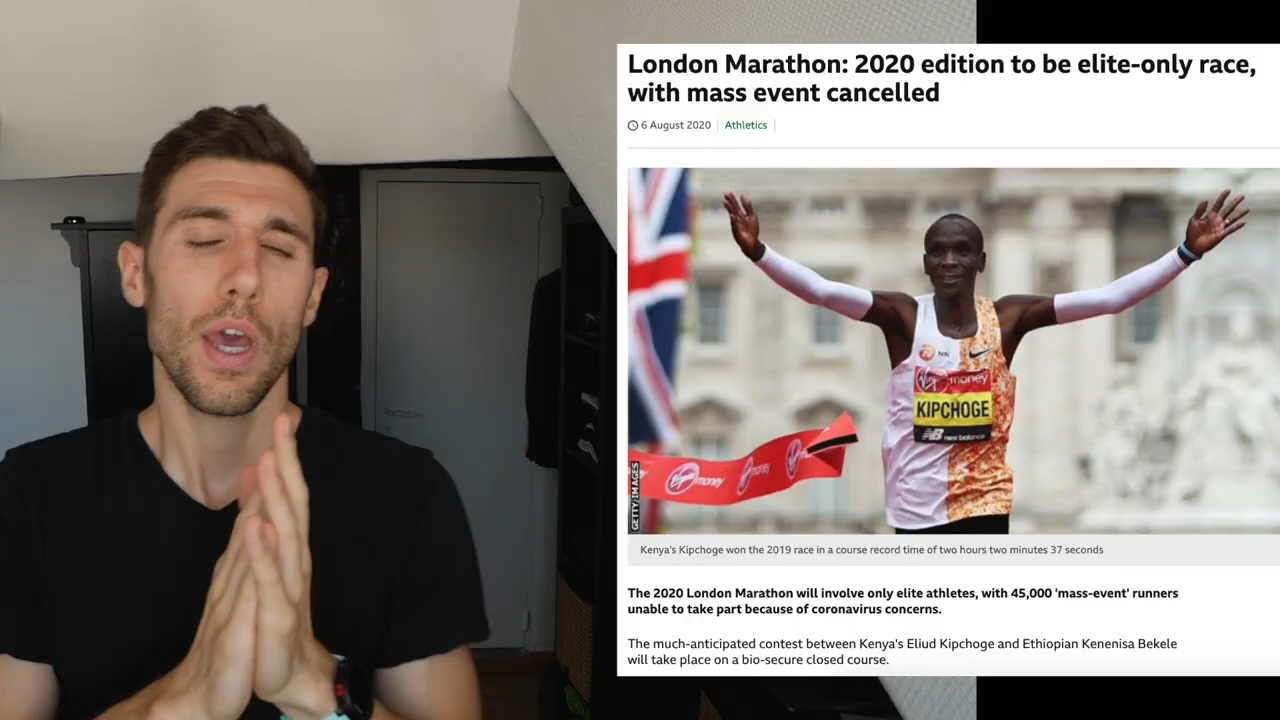 London Marathon: 2020 edition to be elite-only race,
with mass event cancelled
6 August 2020
Athletics
Virgin money
KIPCHOGE
new balance
NN
Virgin money
money
GETTY IMAGES
Kenya's Kipchoge won the 2019 race in a course record time of two hours two minutes 37 seconds
The 2020 London Marathon will involve only elite athletes, with 45,000 'mass-event' runners
unable to take part because of coronavirus concerns.
The much-anticipated contest between Kenya's Eliud Kipchoge and Ethiopian Kenenisa Bekele
will take place on a bio-secure closed course.